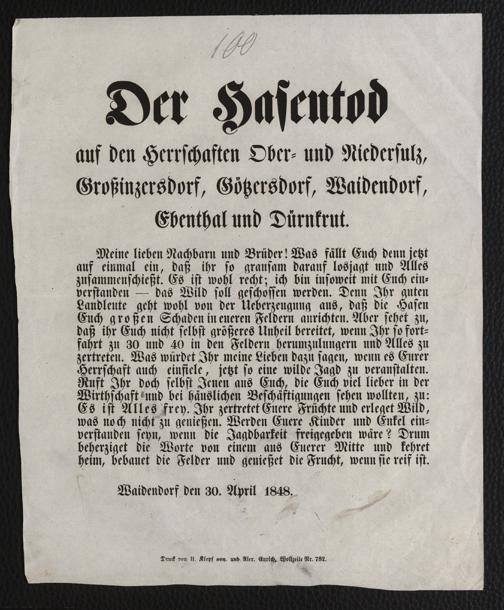 100
Der Hasentod
auf den Herrschaften Ober- und Niedersulz,
Großinzersdorf, Götzersdorf, Waidendorf,
Ebenthal und Dürnkrut.
Meine lieben Nachbarn und Brüder! Was fällt Euch denn jetzt
auf einmal ein, daß ihr so grausam darauf losjagt und Alles
zusammenschießt. Es ist wohl recht; ich bin insoweit mit Euch ein-
verstanden — das Wild soll geschossen werden. Denn Ihr guten
Landleute geht wohl von der Ueberzeugung aus, daß die Hasen
Euch großen Schaden in eueren Feldern anrichten. Aber sehet zu,
daß ihr Euch nicht selbst größeres Unheil bereitet, wenn Ihr so fort-
fahrt zu 30 und 40 in den Feldern herumzulungern und Alles zu
zertreten. Was würdet Ihr meine Lieben dazu sagen, wenn es Eurer
Herrschaft auch einfiele, jetzt so eine wilde Jagd zu veranstalten.
Ruft Ihr doch selbst Jenen aus Euch, die Euch viel lieber in der
Wirthschaft und bei häuslichen Beschäftigungen sehen wollten, zu:
Es ist Alles frey. Ihr zertretet Euere Früchte und erleget Wild,
was noch nicht zu genießen. Werden Euere Kinder und Enkel ein-
verstanden seyn, wenn die Jagdbarkeit freigegeben wäre? Drum
beherziget die Worte von einem aus Euerer Mitte und kehret
heim, bebauet die Felder und genießet die Frucht, wenn sie reif ist.
Waidendorf den 30. April 1848.
Druck von U. Klopf sen. und Alex. Eurich, Wollzeile Nr. 782.